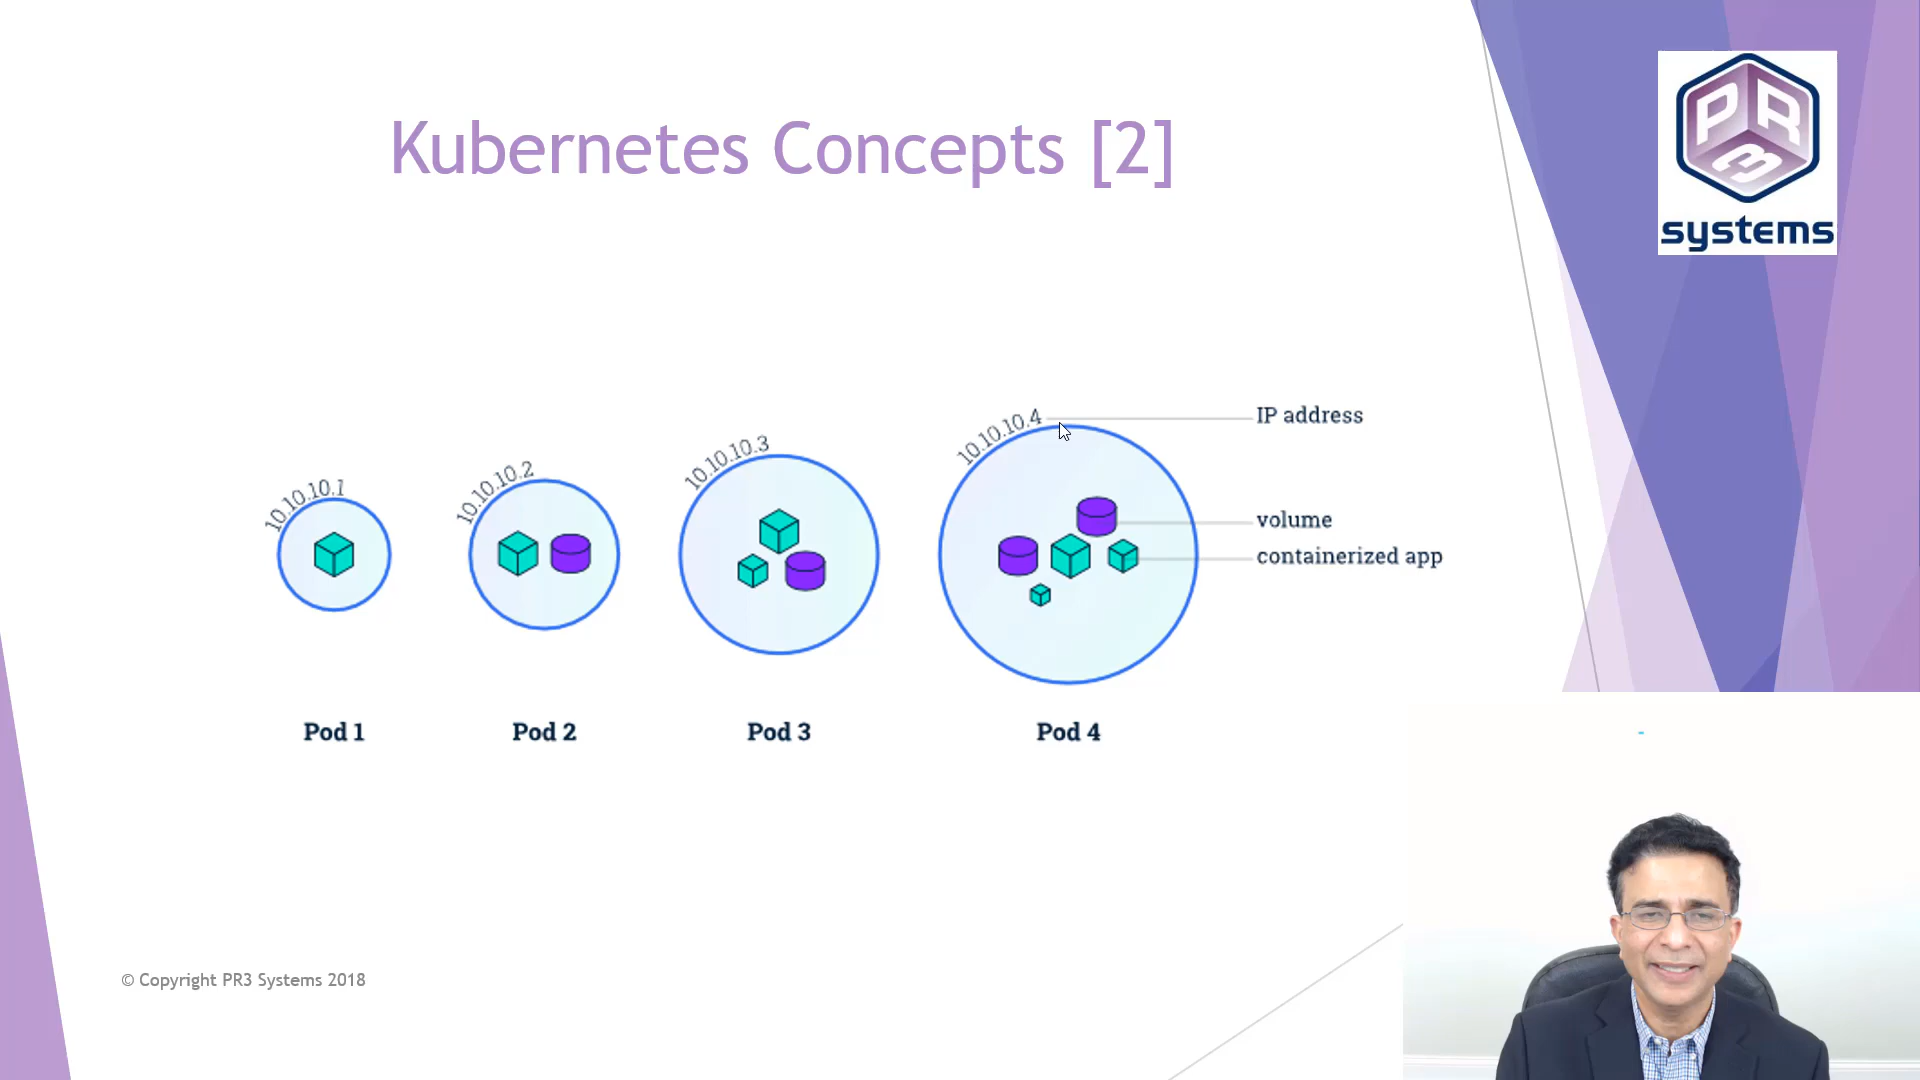 Kubernetes Concepts [2]
PR3
systems
10.10.10.1
10.10.10.2
10.10.10.3
10.10.10.4
IP address
volume
containerized app
Pod 1
Pod 2
Pod 3
Pod 4
© Copyright PR3 Systems 2018